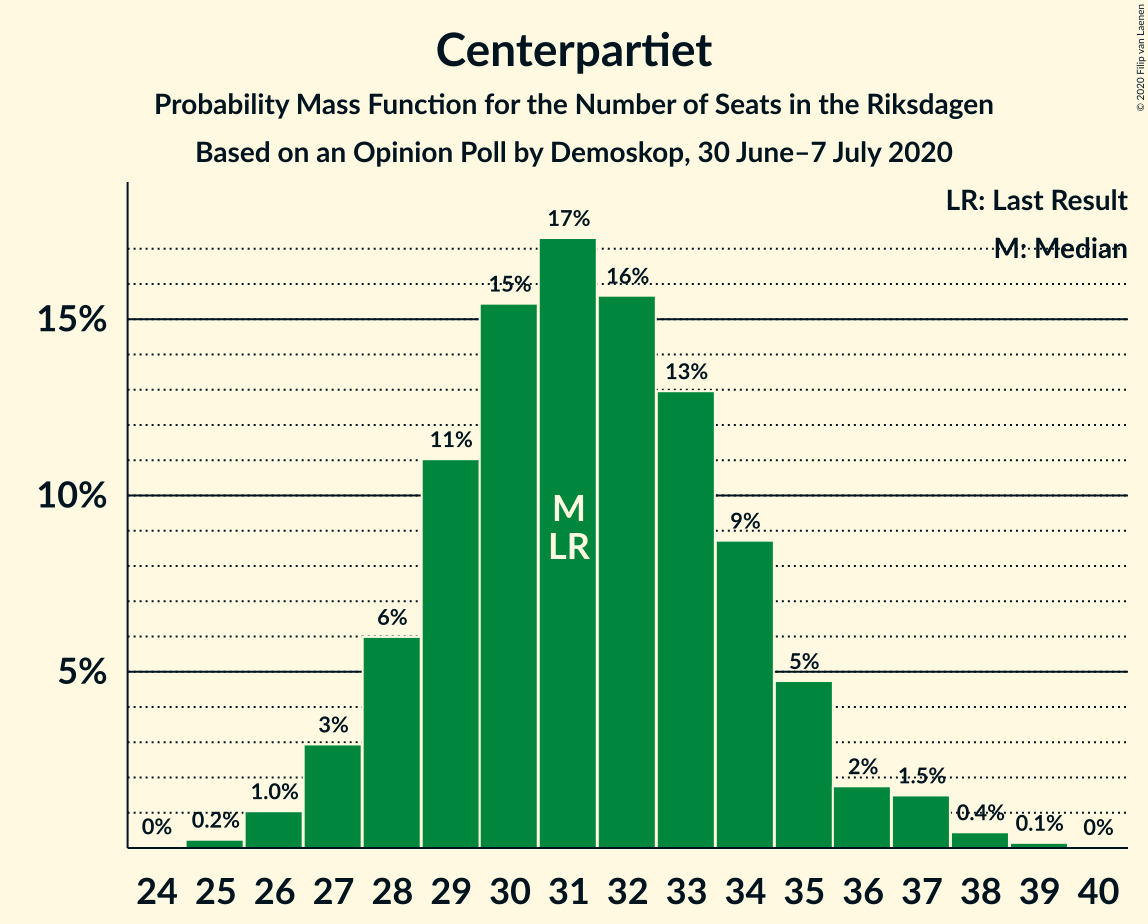 Centerpartiet
Probability Mass Function for the Number of Seats in the Riksdagen
Based on an Opinion Poll by Demoskop, 30 June–7 July 2020
© 2020 Filip van Laenen
LR: Last Result
M: Median
15%
10%
5%
0%
0.2%
1.0%
3%
6%
11%
15%
17%
16%
13%
9%
5%
2%
1.5%
0.4%
0.1%
0%
M
LR
24 25 26 27 28 29 30 31 32 33 34 35 36 37 38 39 40